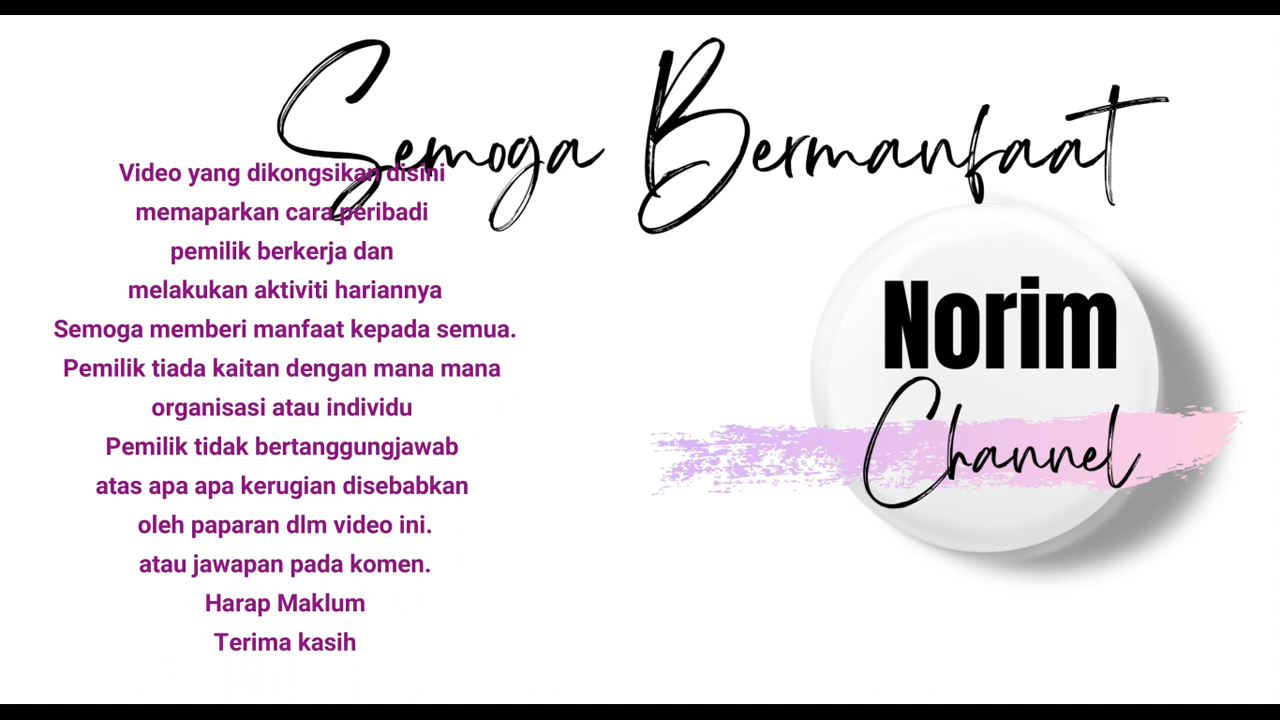 Semoga Bermanfaat
Video yang dikongsikan disini
memaparkan cara peribadi
pemilik berkerja dan
melakukan aktiviti hariannya
Semoga memberi manfaat kepada semua.
Pemilik tiada kaitan dengan mana mana
organisasi atau individu
Pemilik tidak bertanggungjawab
atas apa apa kerugian disebabkan
oleh paparan dlm video ini.
atau jawapan pada komen.
Harap Maklum
Terima kasih
Norim
Channel